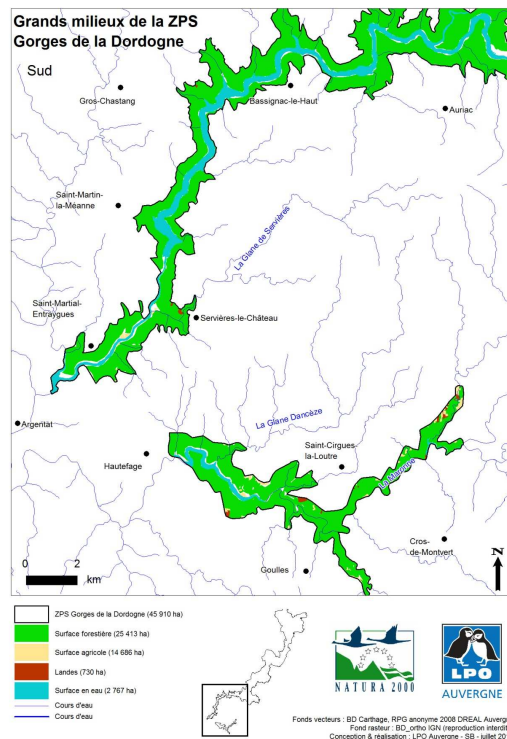 Grands milieux de la ZPS
Gorges de la Dordogne
Sud
Gros-Chastang
Bassignac-le-Haut
Auriac
Saint-Martin
la-Méanne
La Glane de Servières
Saint-Martial-
Entraygues
Servières-le-Château
Argentat
La Glane Dancèze
Hautefage
Saint-Cirgues
la-Loutre
La Maronne
Cros-
de-Montvert
Goulles
0 2
km
N
ZPS Gorges de la Dordogne (45 910 ha)
Surface forestière (25 413 ha)
Surface agricole (14 686 ha)
Landes (730 ha)
Surface en eau (2 767 ha)
Cours d'eau
Cours d'eau
NATURA 2000
LPO
AUVERGNE
Fonds vecteurs : BD Carthage, RPG anonyme 2008 DREAL Auverg
Fond rasteur : BD_ortho IGN (reproduction interdit
Conception & réalisation : LPO Auvergne - SB - juillet 20